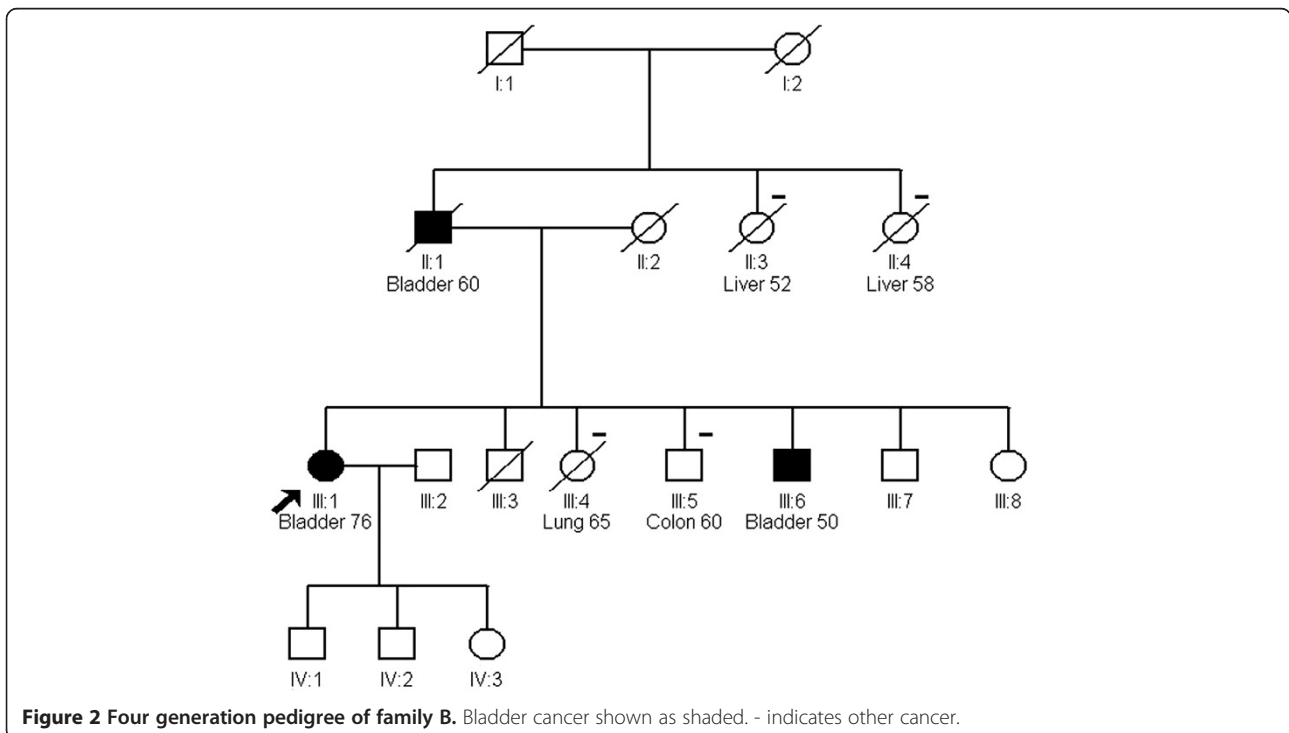 I:1 I:2
II:1 II:2 II:3 II:4
Bladder 60 Liver 52 Liver 58
III:1 III:2 III:3 III:4 III:5 III:6 III:7 III:8
Bladder 76 Lung 65 Colon 60 Bladder 50
IV:1 IV:2 IV:3
Figure 2 Four generation pedigree of family B. Bladder cancer shown as shaded. - indicates other cancer.